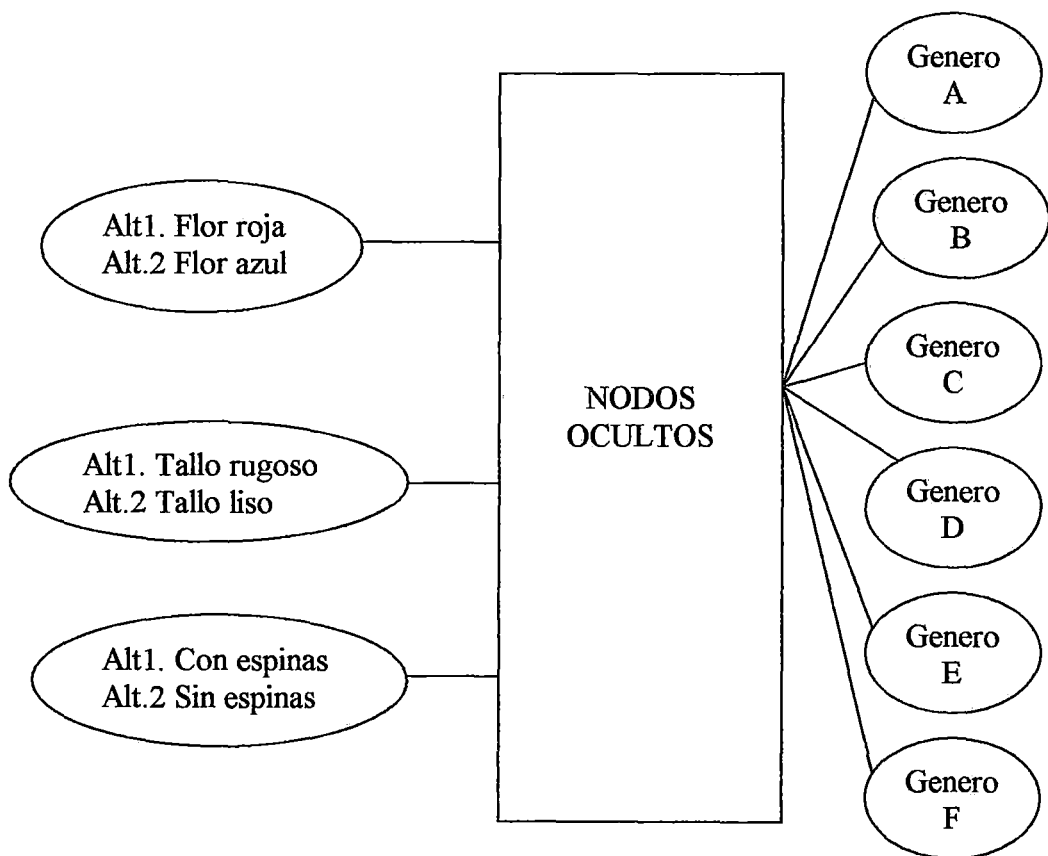 Alt1. Flor roja
Alt.2 Flor azul
Alt1. Tallo rugoso
Alt.2 Tallo liso
Alt1. Con espinas
Alt.2 Sin espinas
NODOS
OCULTOS
Genero
A
Genero
B
Genero
C
Genero
D
Genero
E
Genero
F